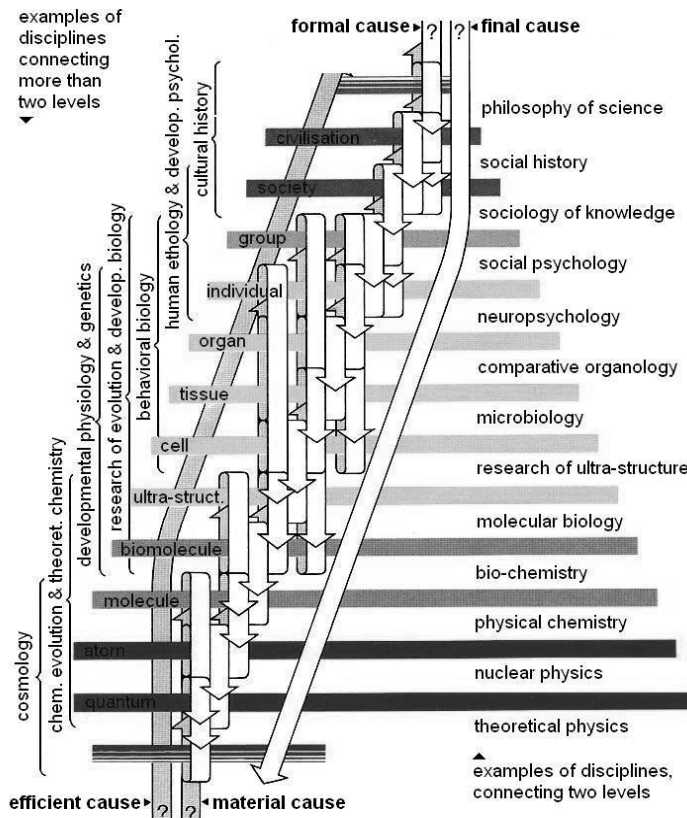 examples of
disciplines
connecting
more than
two levels
formal cause
?
?
final cause
philosophy of science
civilisation
social history
society
sociology of knowledge
group
social psychology
individual
neuropsychology
organ
comparative organology
tissue
microbiology
cell
research of ultra-structure
ultra-struct.
molecular biology
biomolecule
bio-chemistry
molecule
physical chemistry
atom
nuclear physics
quantum
theoretical physics
cosmology
chem. evolution & theoret. chemistry
developmental physiology & genetics
research of evolution & develop. biology
behavioral biology
human ethology & develop. psychol.
cultural history
examples of disciplines,
connecting two levels
efficient cause
?
?
material cause